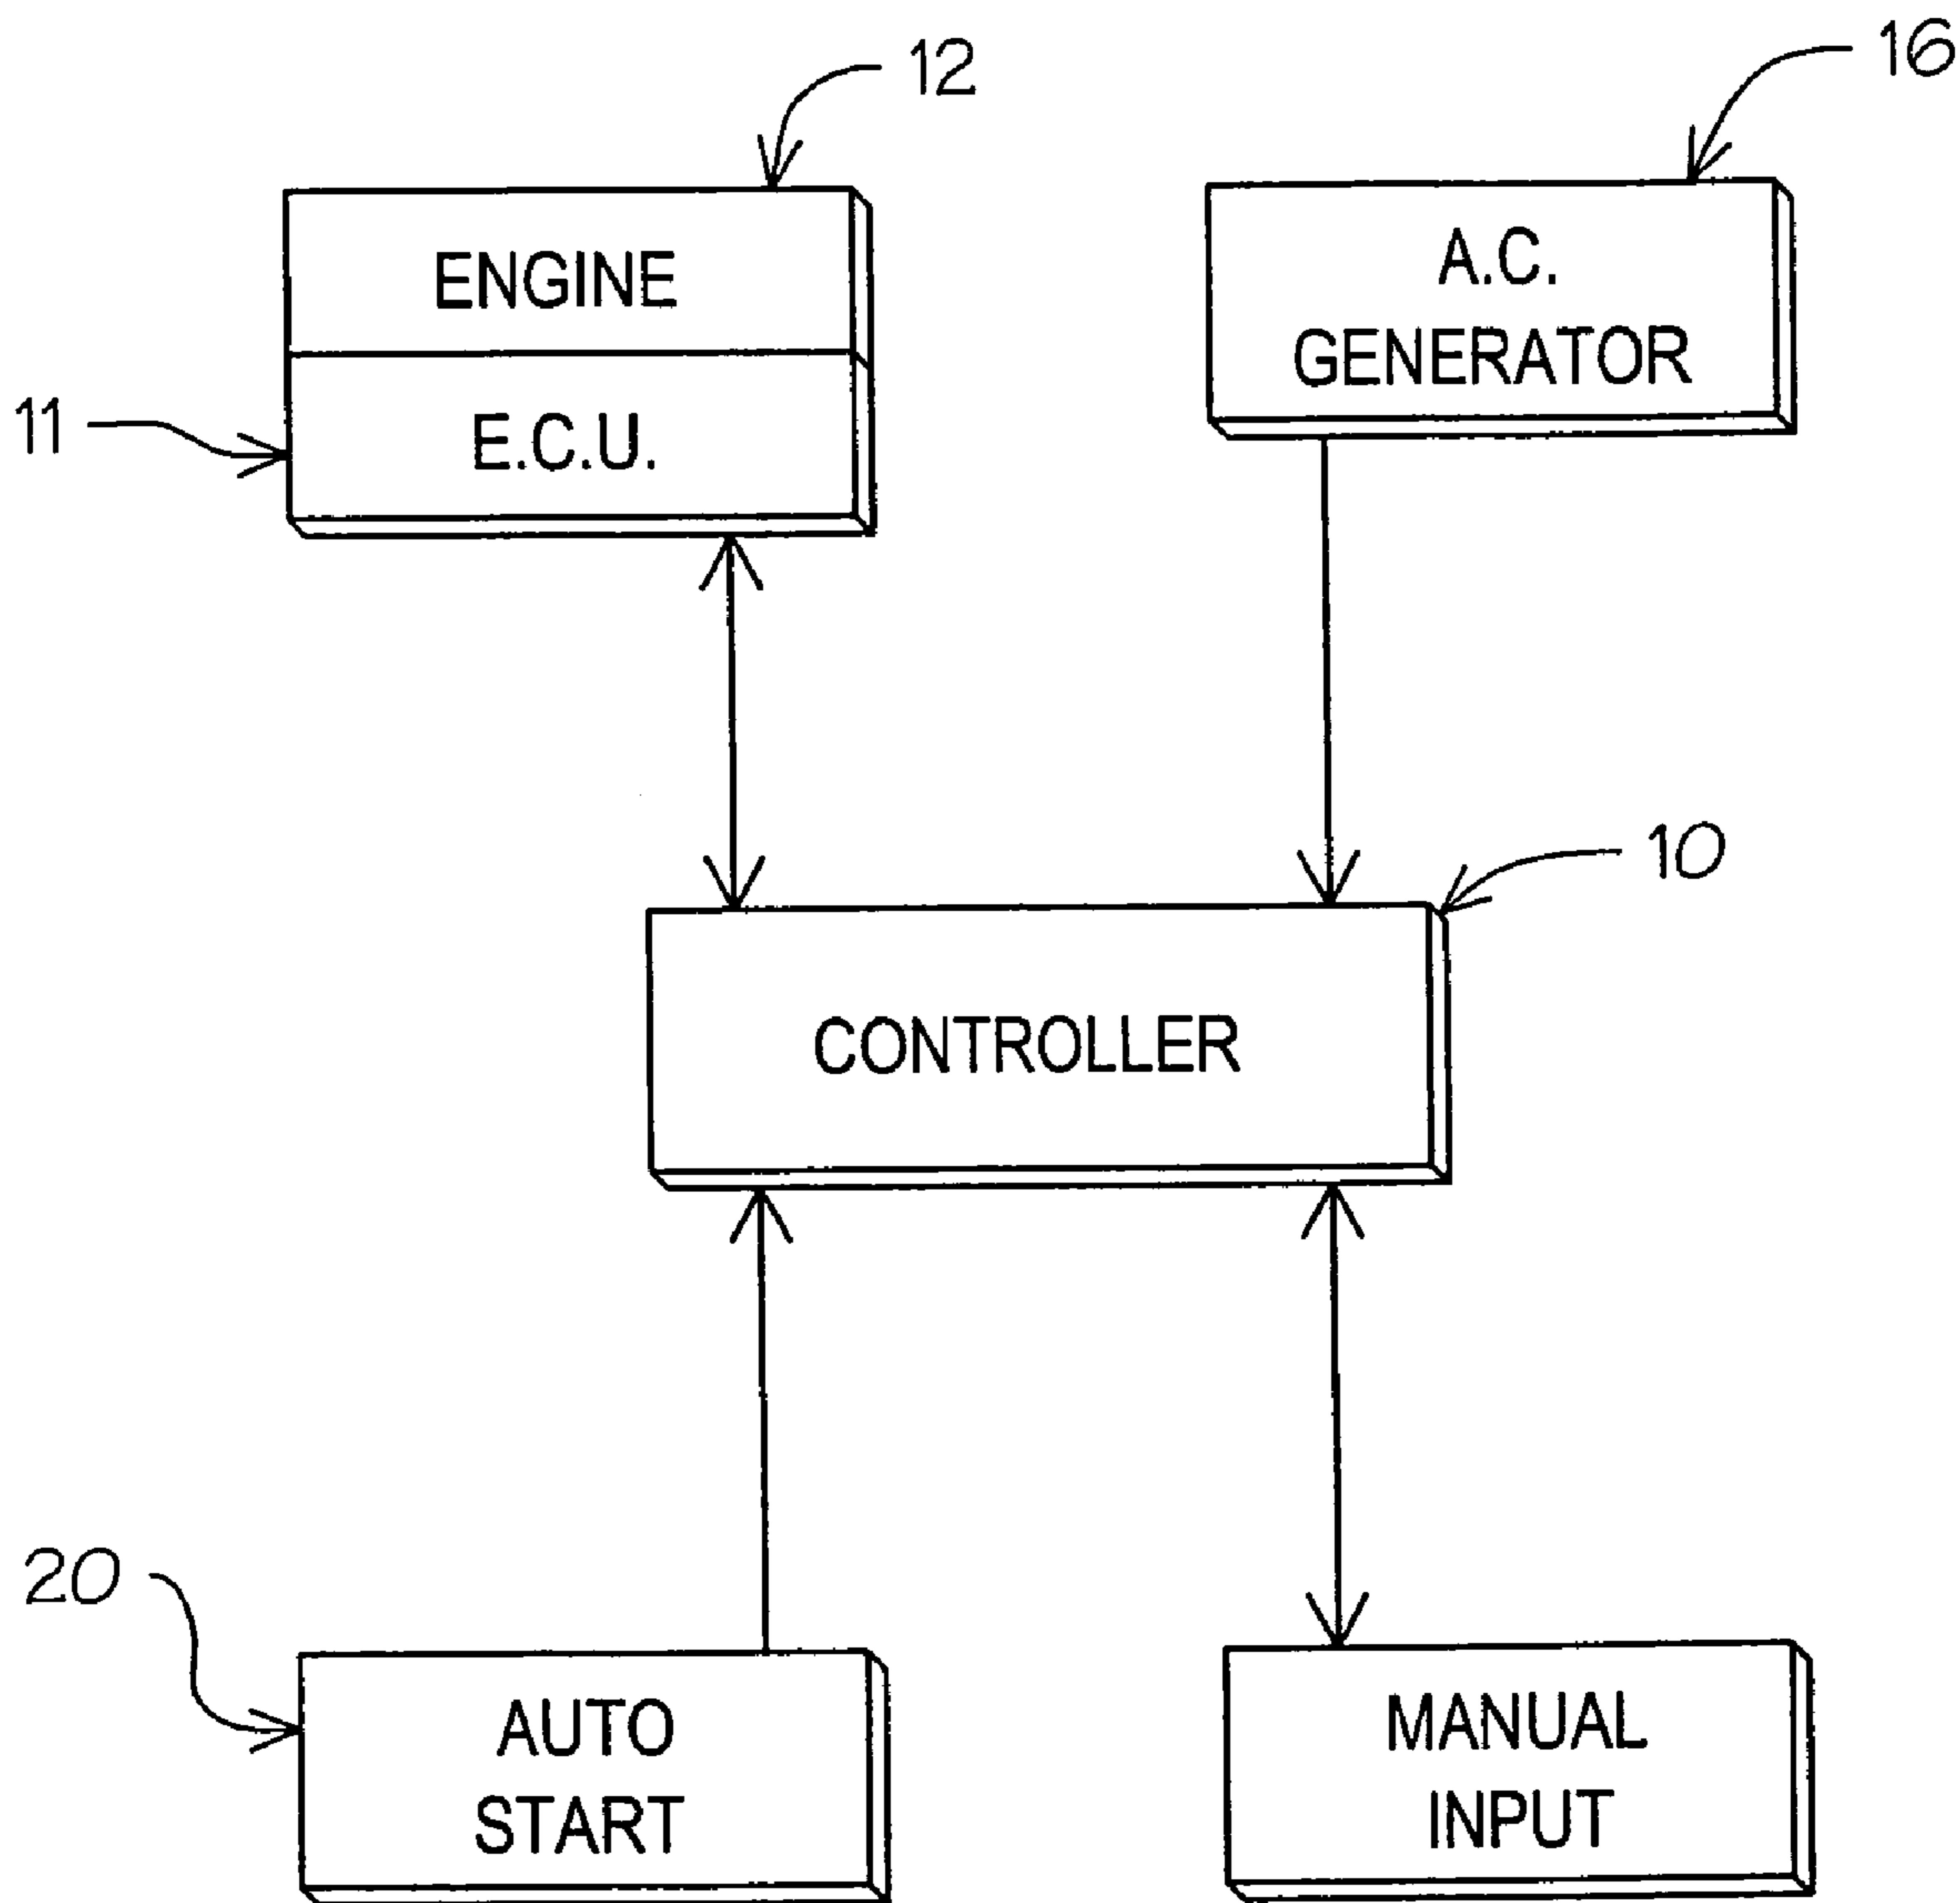 12
16
ENGINE
A.C.
GENERATOR
11
E.C.U.
10
CONTROLLER
20
AUTO
START
MANUAL
INPUT